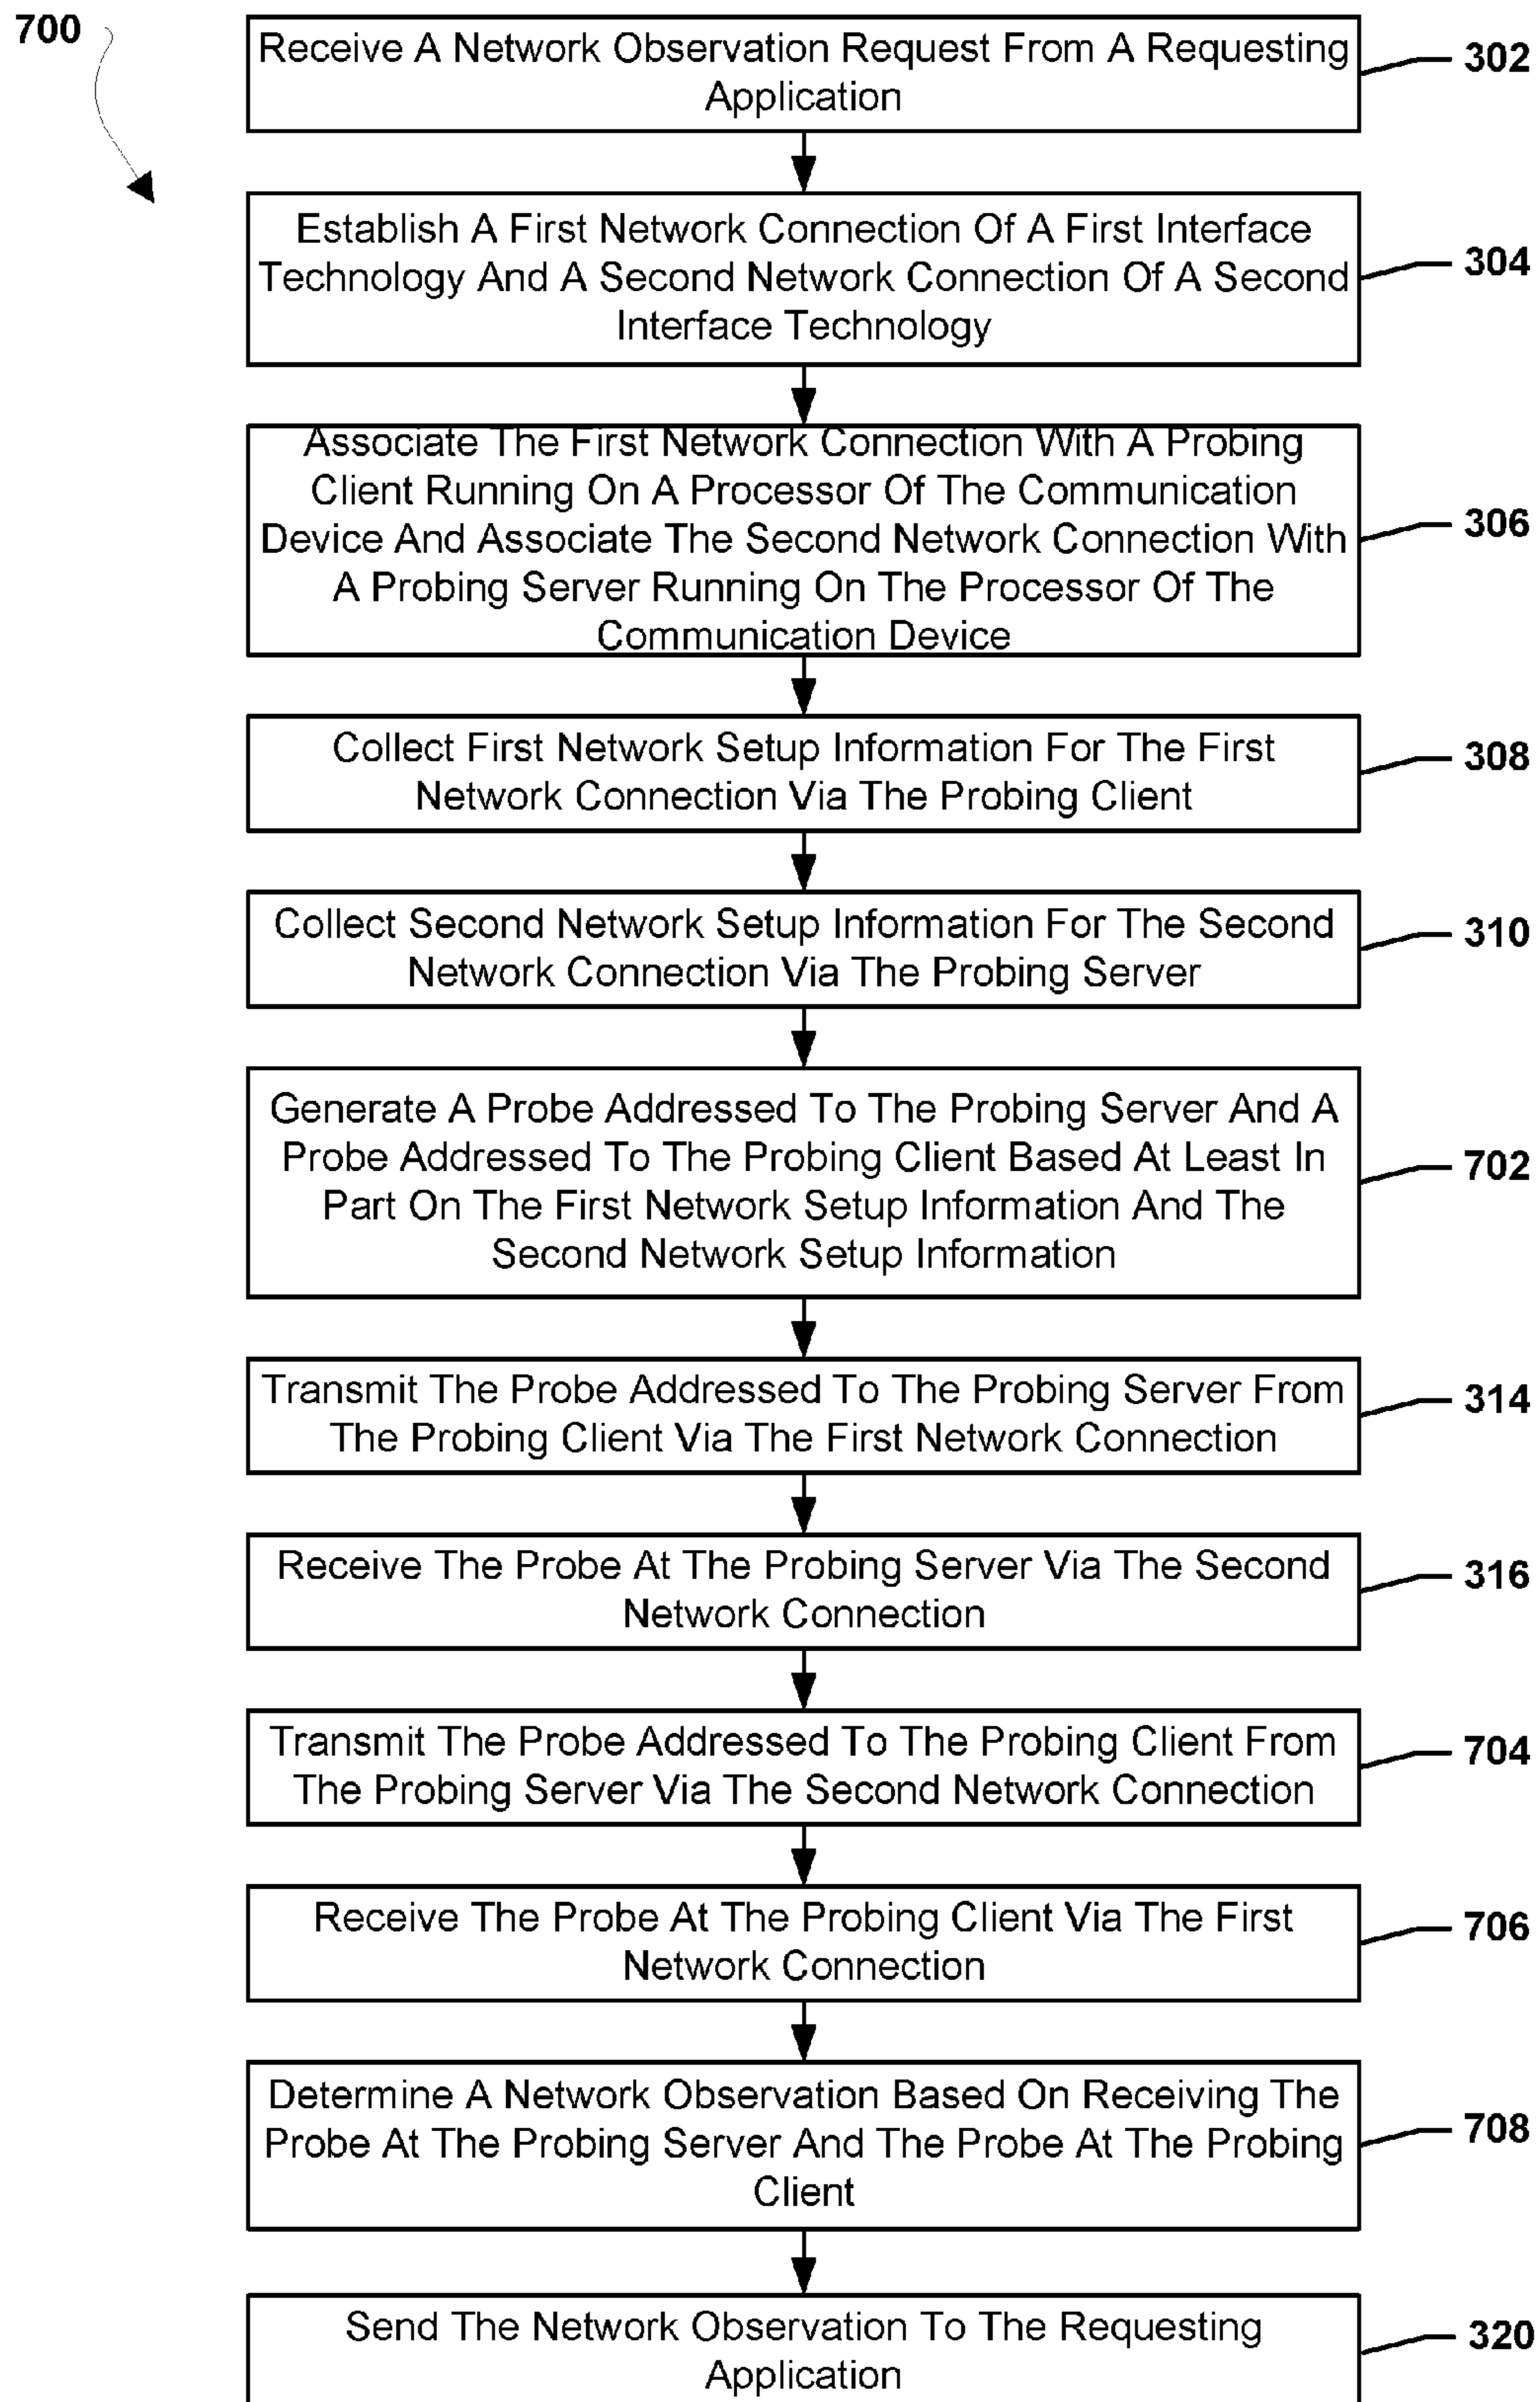 700
Receive A Network Observation Request From A Requesting
Application
302
Establish A First Network Connection Of A First Interface
Technology And A Second Network Connection Of A Second
Interface Technology
304
Associate The First Network Connection With A Probing
Client Running On A Processor Of The Communication
Device And Associate The Second Network Connection With
A Probing Server Running On The Processor Of The
Communication Device
306
Collect First Network Setup Information For The First
Network Connection Via The Probing Client
308
Collect Second Network Setup Information For The Second
Network Connection Via The Probing Server
310
Generate A Probe Addressed To The Probing Server And A
Probe Addressed To The Probing Client Based At Least In
Part On The First Network Setup Information And The
Second Network Setup Information
702
Transmit The Probe Addressed To The Probing Server From
The Probing Client Via The First Network Connection
314
Receive The Probe At The Probing Server Via The Second
Network Connection
316
Transmit The Probe Addressed To The Probing Client From
The Probing Server Via The Second Network Connection
704
Receive The Probe At The Probing Client Via The First
Network Connection
706
Determine A Network Observation Based On Receiving The
Probe At The Probing Server And The Probe At The Probing
Client
708
Send The Network Observation To The Requesting
Application
320